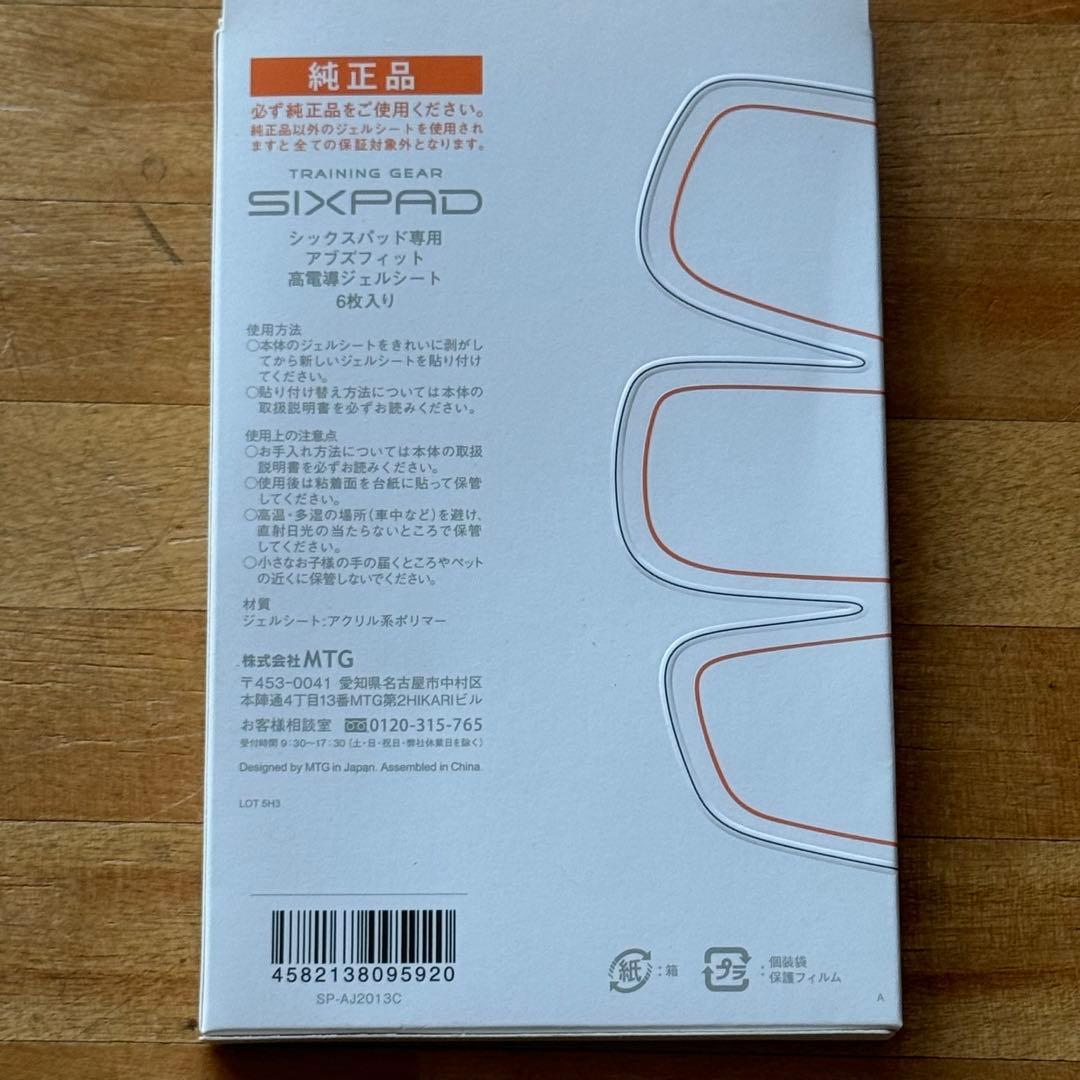 純正品
必ず純正品をご使用ください。
純正品以外のジェルシートを使用され
ますと全ての保証対象外となります。
TRAINING GEAR
SIXPAD
シックスパッド専用
アブズフィット
高電導ジェルシート
6枚入り
使用方法
○本体のジェルシートをきれいに剥がし
てから新しいジェルシートを貼り付け
てください。
○貼り付け替え方法については本体の
取扱説明書を必ずお読みください。
使用上の注意点
○お手入れ方法については本体の取扱
説明書を必ずお読みください。
○使用後は粘着面を台紙に貼って保管
してください。
○高温・多湿の場所(車中など)を避け、
直射日光の当たらないところで保管
してください。
○小さなお子様の手の届くところやペット
の近くに保管しないでください。
材質
ジェルシート:アクリル系ポリマー
株式会社MTG
〒453-0041 愛知県名古屋市中村区
本陣通4丁目13番MTG第2HIKARIビル
お客様相談室 0120-315-765
受付時間 9:30〜17:30 (土・日・祝日・弊社休業日を除く)
Designed by MTG in Japan. Assembled in China.
LOT 5H3
4582138095920
SP-AJ2013C
紙:箱
プラ:個装袋
保護フィルム
A